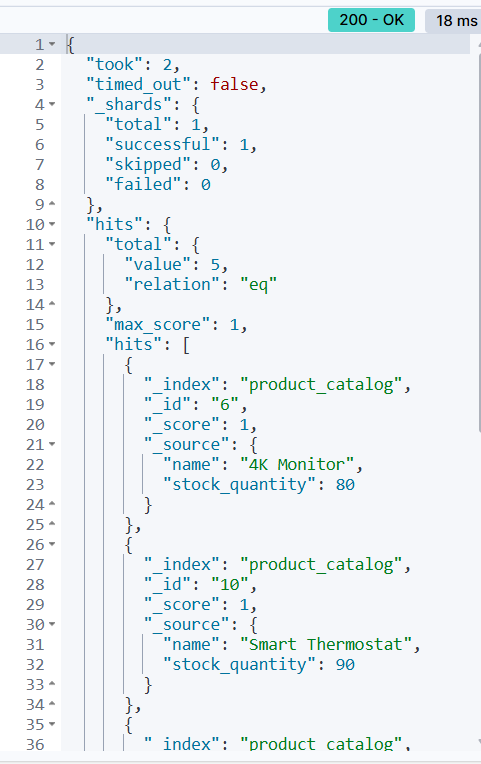 200 - OK
18 ms
1 {
2 "took": 2,
3 "timed_out": false,
4 "_shards": {
5 "total": 1,
6 "successful": 1,
7 "skipped": 0,
8 "failed": 0
9 },
10 "hits": {
11 "total": {
12 "value": 5,
13 "relation": "eq"
14 },
15 "max_score": 1,
16 "hits": [
17 {
18 "_index": "product_catalog",
19 "_id": "6",
20 "_score": 1,
21 "_source": {
22 "name": "4K Monitor",
23 "stock_quantity": 80
24 }
25 },
26 {
27 "_index": "product_catalog",
28 "_id": "10",
29 "_score": 1,
30 "_source": {
31 "name": "Smart Thermostat",
32 "stock_quantity": 90
33 }
34 },
35 {
36 "_index": "product_catalog",